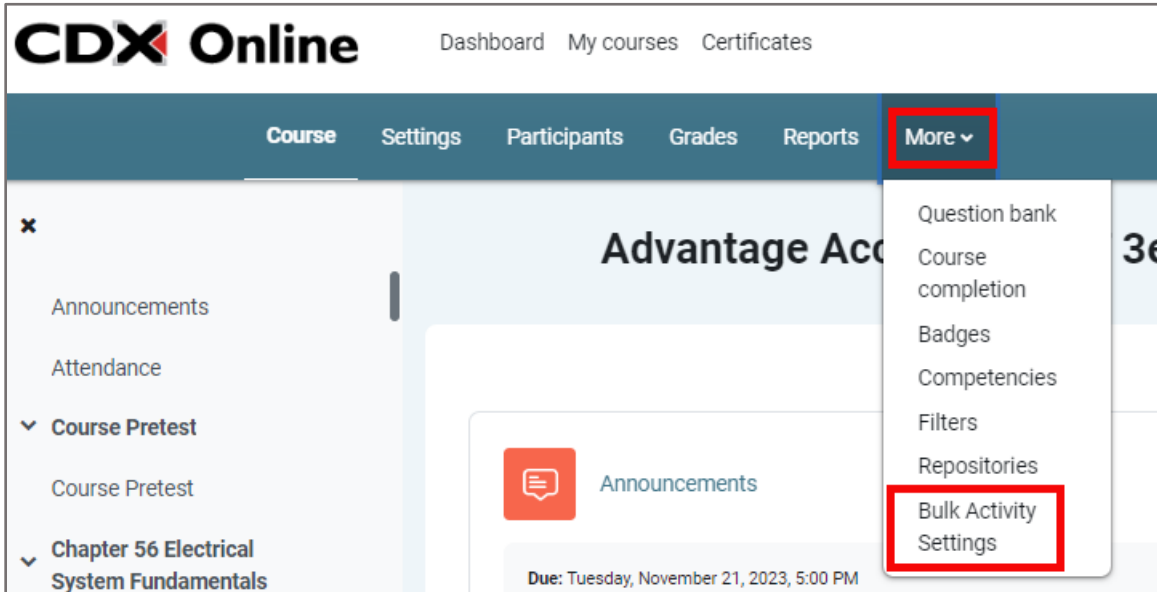 CDX Online Dashboard My courses Certificates
Course Settings Participants Grades Reports More
Question bank
Course
completion
Badges
Competencies
Filters
Repositories
Bulk Activity
Settings
Announcements
Attendance
Course Pretest
Course Pretest
Chapter 56 Electrical
System Fundamentals
Advantage
Announcements
Due: Tuesday, November 21, 2023, 5:00 PM